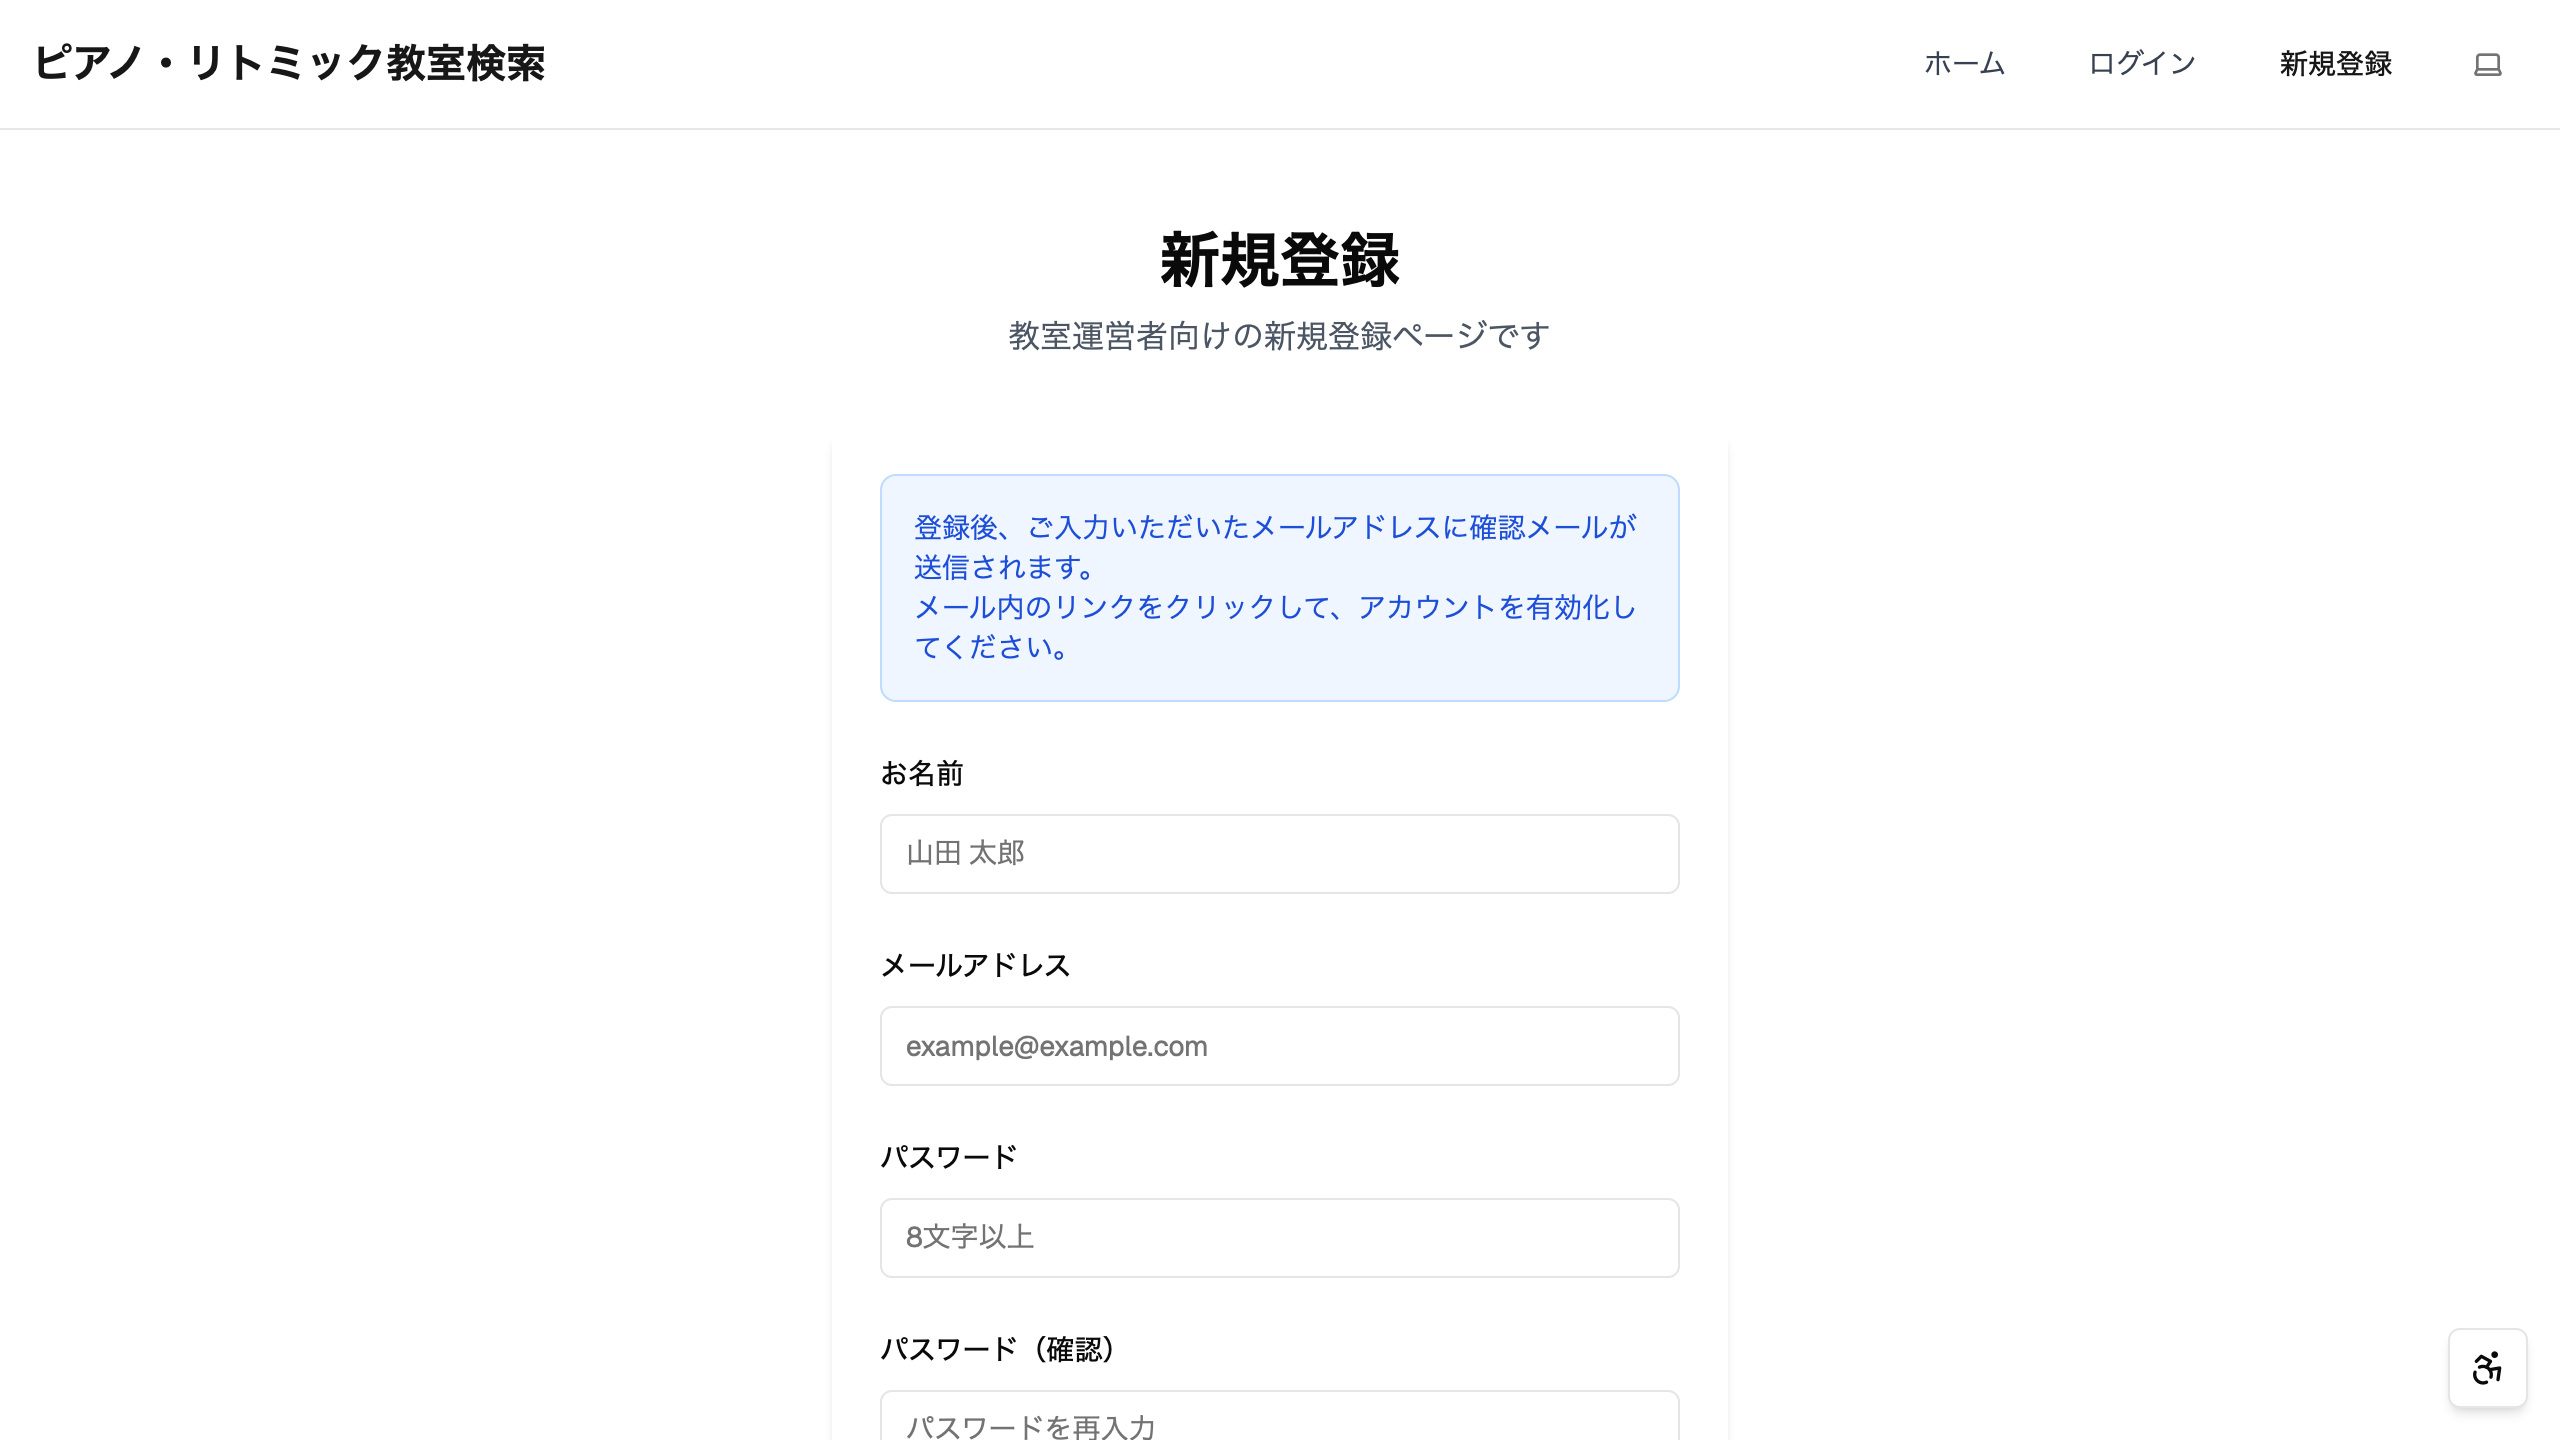 ピアノ・リトミック教室検索
ホーム
ログイン
新規登録
新規登録
教室運営者向けの新規登録ページです
登録後、ご入力いただいたメールアドレスに確認メールが
送信されます。
メール内のリンクをクリックして、アカウントを有効化し
てください。
お名前
山田 太郎
メールアドレス
example@example.com
パスワード
8文字以上
パスワード（確認）
パスワードを再入力